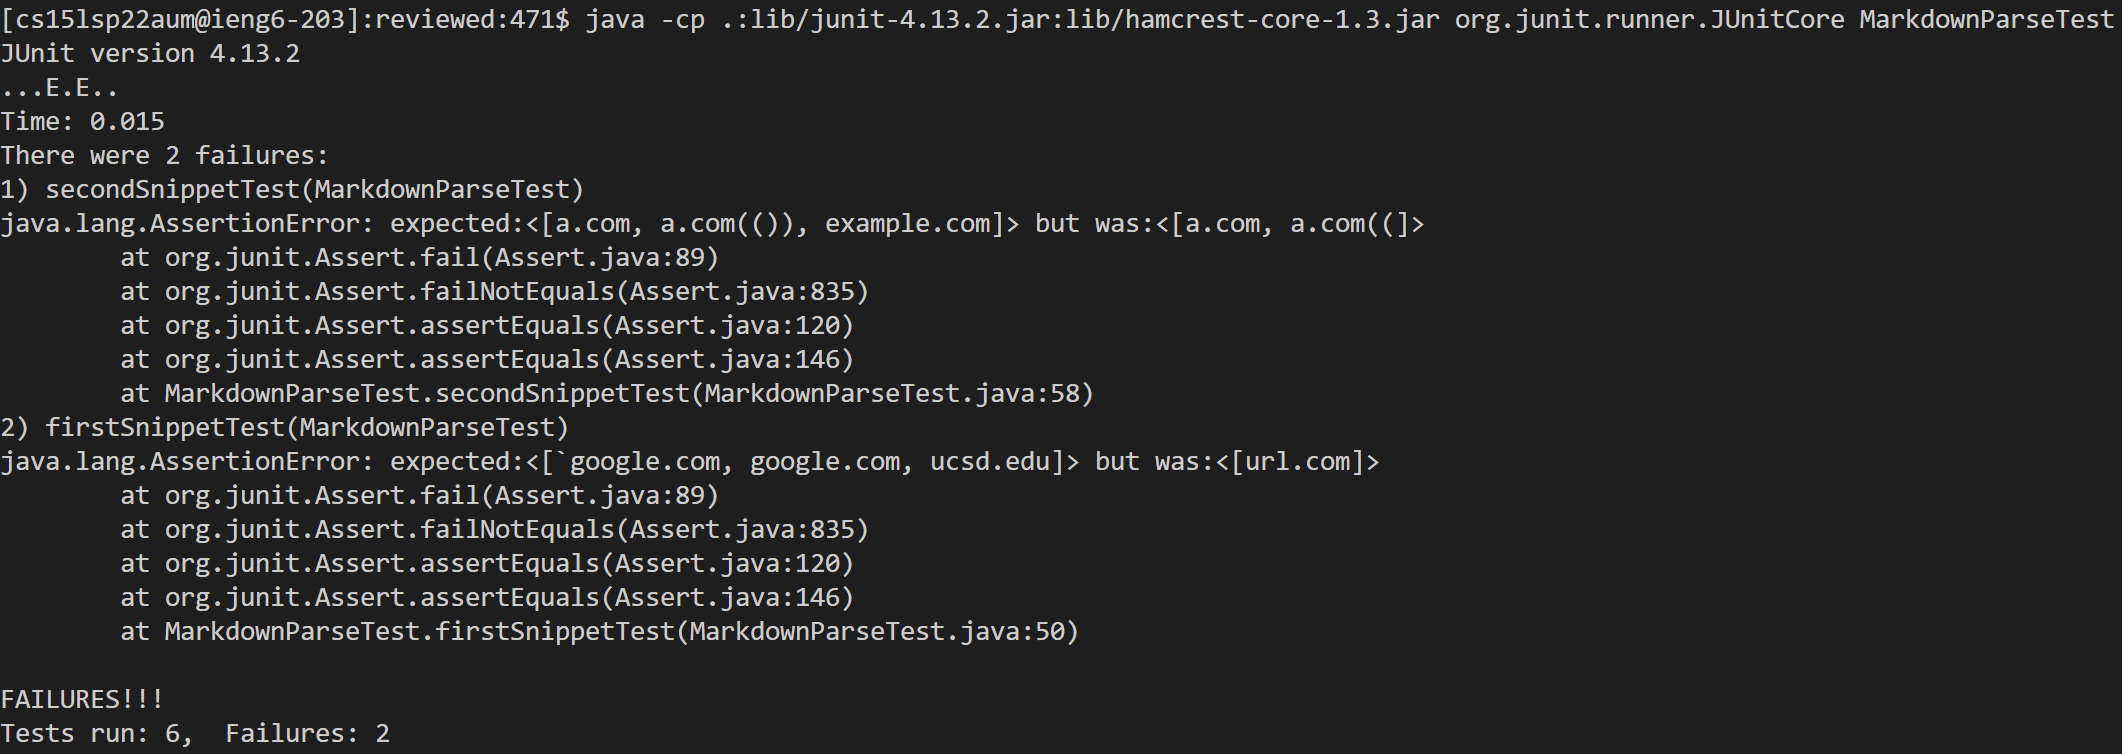 [cs15lsp22aum@ieng6-203]:reviewed:471$ java -cp .:lib/junit-4.13.2.jar:lib/hamcrest-core-1.3.jar org.junit.runner.JUnitCore MarkdownParseTest
JUnit version 4.13.2
...E.E..
Time: 0.015
There were 2 failures:
1) secondSnippetTest(MarkdownParseTest)
java.lang.AssertionError: expected:<[a.com, a.com(()), example.com]> but was:<[a.com, a.com((]>
        at org.junit.Assert.fail(Assert.java:89)
        at org.junit.Assert.failNotEquals(Assert.java:835)
        at org.junit.Assert.assertEquals(Assert.java:120)
        at org.junit.Assert.assertEquals(Assert.java:146)
        at MarkdownParseTest.secondSnippetTest(MarkdownParseTest.java:58)
2) firstSnippetTest(MarkdownParseTest)
java.lang.AssertionError: expected:<[`google.com, google.com, ucsd.edu]> but was:<[url.com]>
        at org.junit.Assert.fail(Assert.java:89)
        at org.junit.Assert.failNotEquals(Assert.java:835)
        at org.junit.Assert.assertEquals(Assert.java:120)
        at org.junit.Assert.assertEquals(Assert.java:146)
        at MarkdownParseTest.firstSnippetTest(MarkdownParseTest.java:50)

FAILURES!!!
Tests run: 6,  Failures: 2